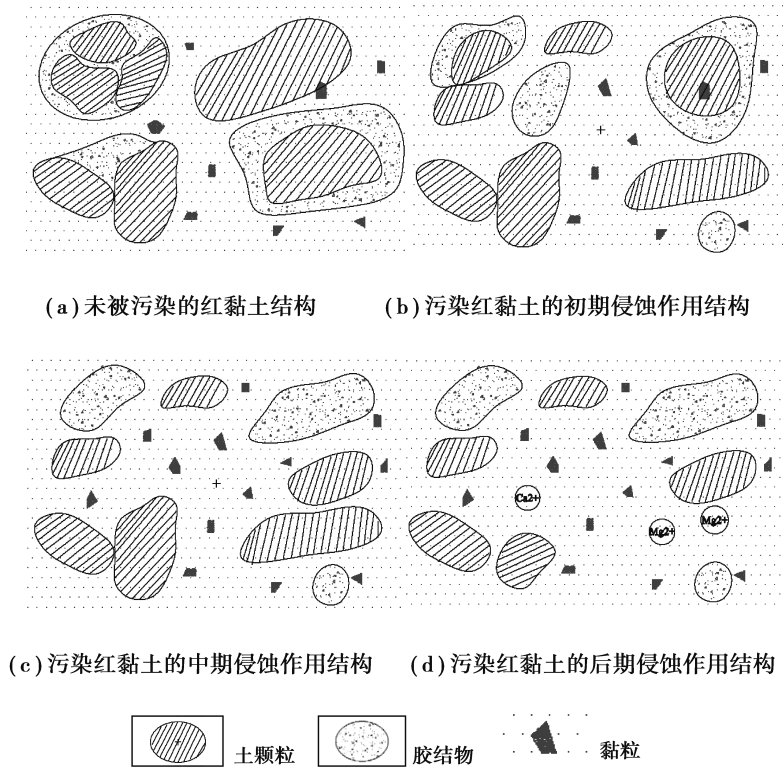 (a)未被污染的红黏土结构
(b)污染红黏土的初期侵蚀作用结构
Ca2+
Mg2+
Mg2+
(c)污染红黏土的中期侵蚀作用结构
(d)污染红黏土的后期侵蚀作用结构
土颗粒
胶结物
黏粒